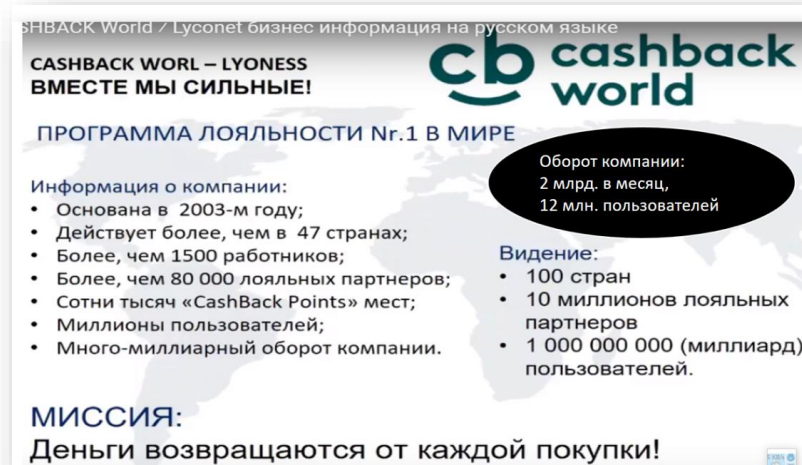 SHBACK World / Lyconet бизнес информация на русском языке
CASHBACK WORL – LYONESS
ВМЕСТЕ МЫ СИЛЬНЫЕ!
cb cashback
world
ПРОГРАММА ЛОЯЛЬНОСТИ Nr.1 В МИРЕ
Оборот компании:
2 млрд. в месяц,
12 млн. пользователей
Информация о компании:
• Основана в 2003-м году;
• Действует более, чем в 47 странах;
• Более, чем 1500 работников;
• Более, чем 80 000 лояльных партнеров;
• Сотни тысяч «CashBack Points» мест;
• Миллионы пользователей;
• Много-миллиарный оборот компании.
Видение:
• 100 стран
• 10 миллионов лояльных
партнеров
• 1 000 000 000 (миллиард)
пользователей.
МИССИЯ:
Деньги возвращаются от каждой покупки!